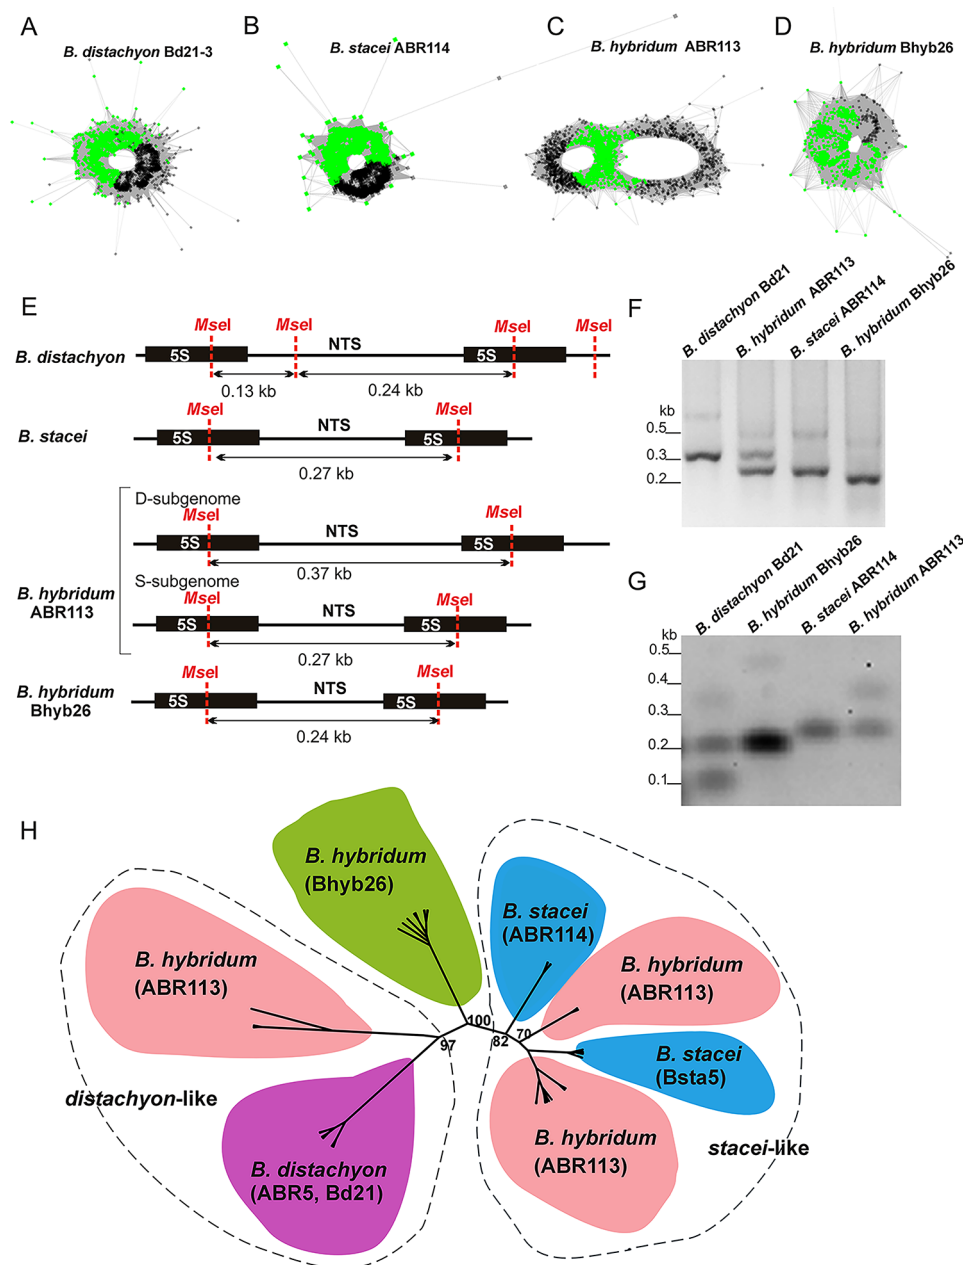 A
B. distachyon Bd21-3
B
B. stacei ABR114
C
B. hybridum ABR113
D
B. hybridum Bhyb26
E
MseI MseI MseI
B. distachyon
5S
NTS
5S
0.13 kb
0.24 kb
MseI MseI
B. stacei
5S
NTS
5S
0.27 kb
D-subgenome
MseI MseI
5S
NTS
5S
0.37 kb
B. hybridum
ABR113
S-subgenome
MseI MseI
5S
NTS
5S
0.27 kb
B. hybridum
Bhyb26
MseI MseI
5S
NTS
5S
0.24 kb
F
B. distachyon Bd21
B. hybridum ABR113
B. stacei ABR114
B. hybridum Bhyb26
kb
0.5
0.3
0.2
G
B. distachyon Bd21
B. hybridum Bhyb26
B. stacei ABR114
B. hybridum ABR113
kb
0.5
0.4
0.3
0.2
0.1
H
B. hybridum
(Bhyb26)
B. stacei
(ABR114)
B. hybridum
(ABR113)
B. hybridum
(ABR113)
100
82
70
97
B. stacei
(Bsta5)
distachyon-like
B. distachyon
(ABR5, Bd21)
B. hybridum
(ABR113)
stacei-like